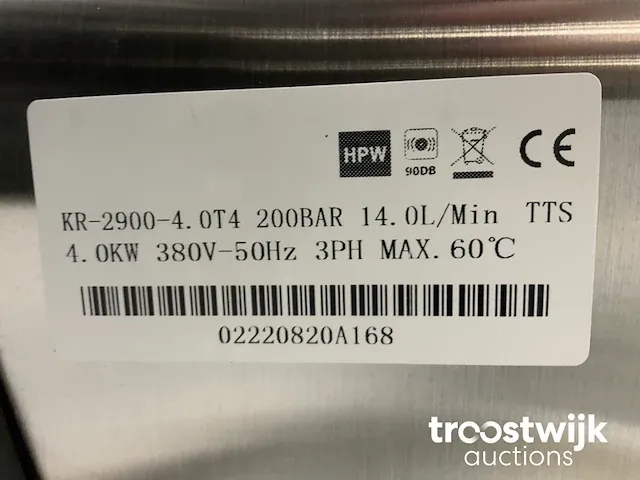 HPW
90DB
CE
KR-2900-4.0T4 200BAR 14.0L/Min TTS
4.0KW 380V-50Hz 3PH MAX.60℃
02220820A168
troostwijk
auctions